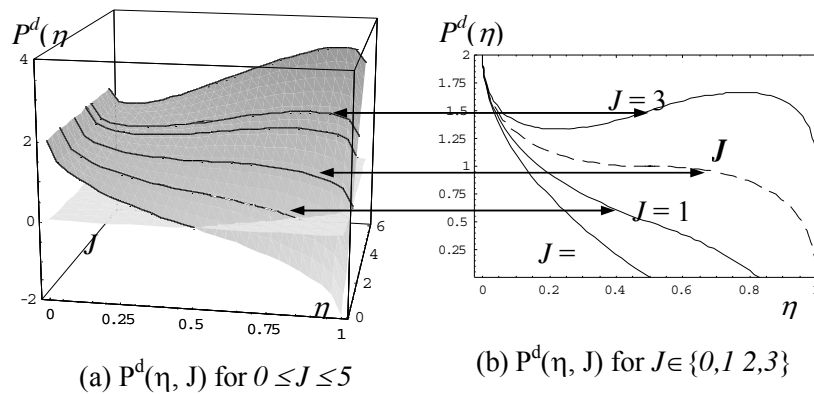 P^d(η
4
2
0
-2
0
0.25
0.5
0.75
1
η
J
0
2
4
6
(a) P^d(η, J) for 0 ≤ J ≤ 5
P^d(η)
2
1.75
1.5
1.25
1
0.75
0.5
0.25
J = 3
J
J = 1
J =
0
0.2
0.4
0.6
0.8
1
η
(b) P^d(η, J) for J ∈ {0,1 2,3}